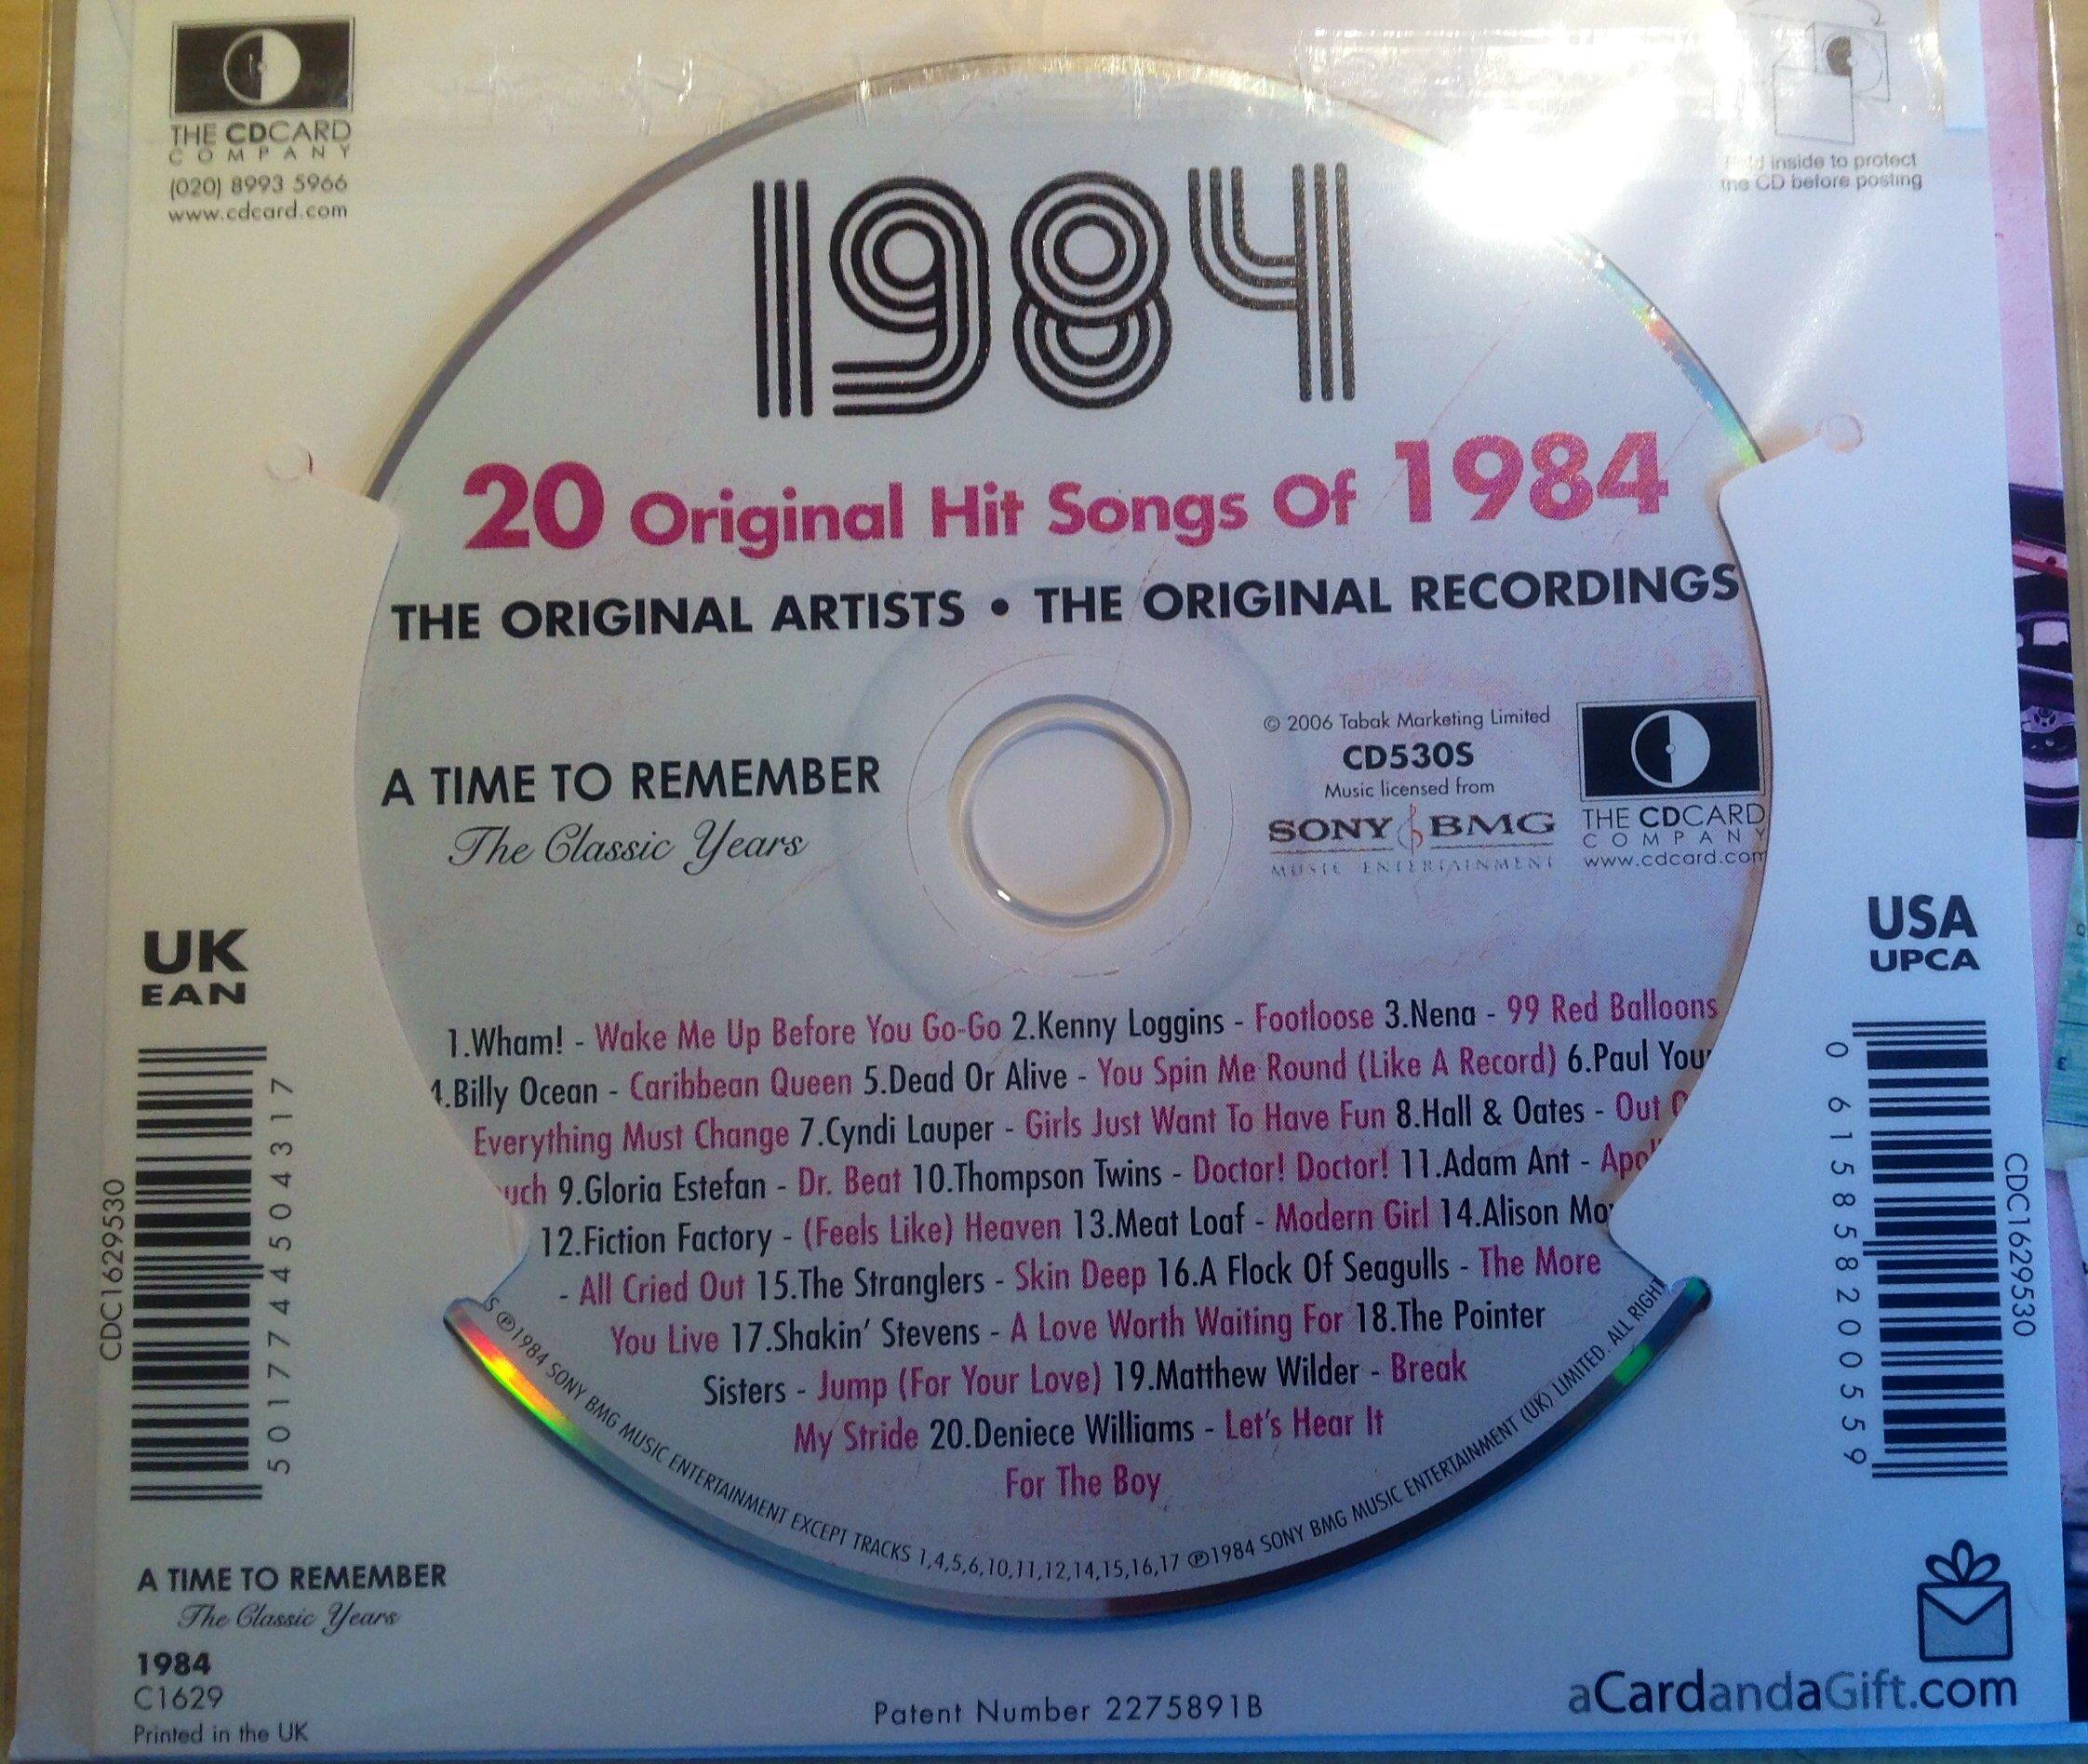 THE CDCARD
COMPANY
(020) 8993 5966
www.cdcard.com
inside to protect
the CD before posting
1984
20 Original Hit Songs Of 1984
THE ORIGINAL ARTISTS • THE ORIGINAL RECORDINGS
A TIME TO REMEMBER
The Classic Years
© 2006 Tabak Marketing Limited
CD530S
Music licensed from
SONY BMG
MUSIC ENTERTAINMENT
THE CDCARD
COMPANY
www.cdcard.com
1.Wham! - Wake Me Up Before You Go-Go 2.Kenny Loggins - Footloose 3.Nena - 99 Red Balloons
4.Billy Ocean - Caribbean Queen 5.Dead Or Alive - You Spin Me Round (Like A Record) 6.Paul You
Everything Must Change 7.Cyndi Lauper - Girls Just Want To Have Fun 8.Hall & Oates - Out
uch 9.Gloria Estefan - Dr. Beat 10.Thompson Twins - Doctor! Doctor! 11.Adam Ant - Apo
12.Fiction Factory - (Feels Like) Heaven 13.Meat Loaf - Modern Girl 14.Alison Mo
- All Cried Out 15.The Stranglers - Skin Deep 16.A Flock Of Seagulls - The More
You Live 17.Shakin' Stevens - A Love Worth Waiting For 18.The Pointer
Sisters - Jump (For Your Love) 19.Matthew Wilder - Break
My Stride 20.Deniece Williams - Let's Hear It
For The Boy
S ℗1984 SONY BMG MUSIC ENTERTAINMENT EXCEPT TRACKS 1,4,5,6,10,11,12,14,15,16,17 ℗1984 SONY BMG MUSIC ENTERTAINMENT (UK) LIMITED. ALL RIGHT
UK
EAN
CDC1629530
5017744504317
USA
UPCA
0 61585 82005 59
CDC1629530
A TIME TO REMEMBER
The Classic Years
1984
C1629
Printed in the UK
Patent Number 2275891B
aCardandaGift.com